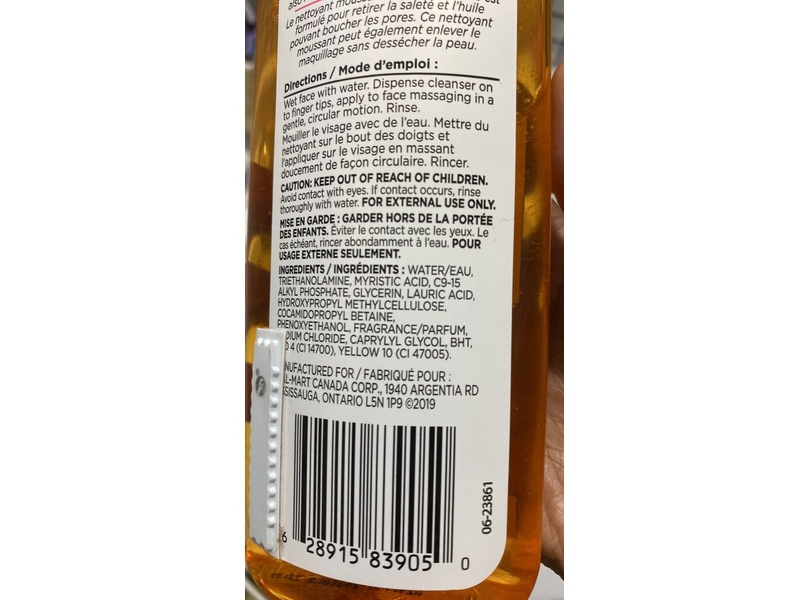 also
Le nettoyant mouss
formulé pour retirer la saleté et l'huile
pouvant boucher les pores. Ce nettoyant
moussant peut également enlever le
maquillage sans dessécher la peau.
Directions / Mode d'emploi :
Wet face with water. Dispense cleanser on
to finger tips, apply to face massaging in a
gentle, circular motion. Rinse.
Mouiller le visage avec de l'eau. Mettre du
nettoyant sur le bout des doigts et
l'appliquer sur le visage en massant
doucement de façon circulaire. Rincer.
CAUTION: KEEP OUT OF REACH OF CHILDREN.
Avoid contact with eyes. If contact occurs, rinse
thoroughly with water. FOR EXTERNAL USE ONLY.
MISE EN GARDE : GARDER HORS DE LA PORTÉE
DES ENFANTS. Éviter le contact avec les yeux. Le
cas échéant, rincer abondamment à l'eau. POUR
USAGE EXTERNE SEULEMENT.
INGREDIENTS / INGRÉDIENTS : WATER/EAU,
TRIETHANOLAMINE, MYRISTIC ACID, C9-15
ALKYL PHOSPHATE, GLYCERIN, LAURIC ACID,
HYDROXYPROPYL METHYLCELLULOSE,
COCAMIDOPROPYL BETAINE,
PHENOXYETHANOL, FRAGRANCE/PARFUM,
DIUM CHLORIDE, CAPRYLYL GLYCOL, BHT,
D 4 (CI 14700), YELLOW 10 (CI 47005).
NUFACTURED FOR / FABRIQUÉ POUR :
L-MART CANADA CORP., 1940 ARGENTIA RD
SISSAUGA, ONTARIO L5N 1P9 ©2019
06-23861
6 28915 83905 0